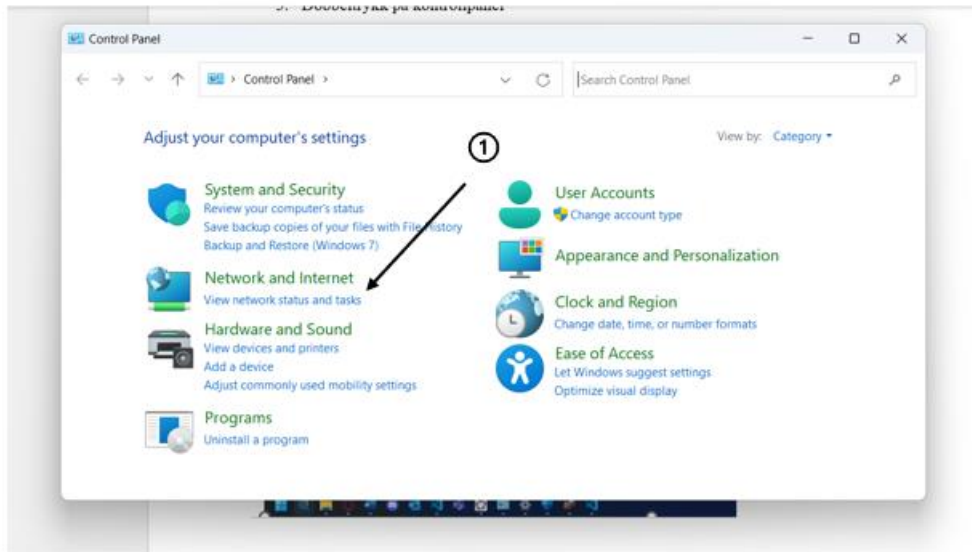 Dobbeltrykk på kontrollpanel
Control Panel
Control Panel
Search Control Panel
Adjust your computer's settings
View by: Category
1
System and Security
Review your computer's status
Save backup copies of your files with File History
Backup and Restore (Windows 7)
Network and Internet
View network status and tasks
Hardware and Sound
View devices and printers
Add a device
Adjust commonly used mobility settings
Programs
Uninstall a program
User Accounts
Change account type
Appearance and Personalization
Clock and Region
Change date, time, or number formats
Ease of Access
Let Windows suggest settings
Optimize visual display